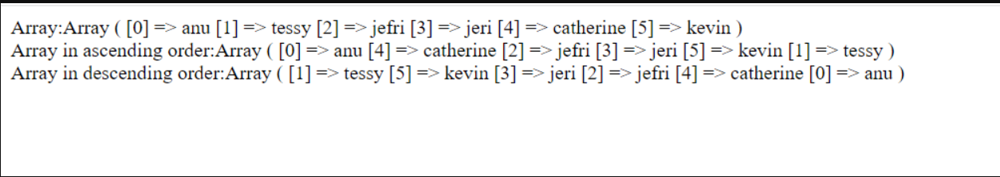 Array:Array ( [0] => anu [1] => tessy [2] => jefri [3] => jeri [4] => catherine [5] => kevin )
Array in ascending order:Array ( [0] => anu [4] => catherine [2] => jefri [3] => jeri [5] => kevin [1] => tessy )
Array in descending order:Array ( [1] => tessy [5] => kevin [3] => jeri [2] => jefri [4] => catherine [0] => anu )